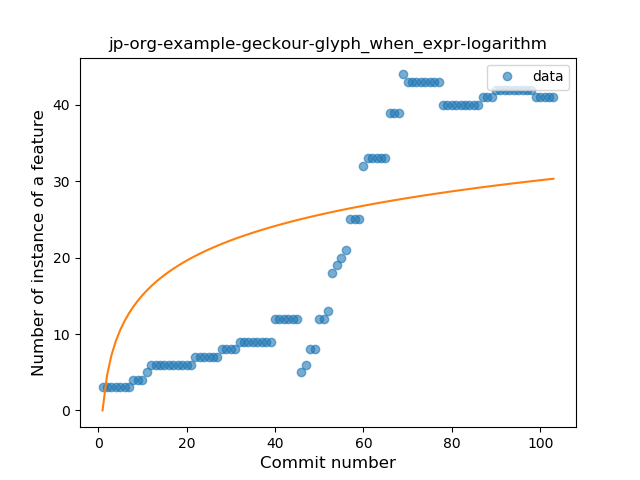 jp-org-example-geckour-glyph_when_expr-logarithm
data
Number of instance of a feature
40
30
20
10
0
0 20 40 60 80 100
Commit number